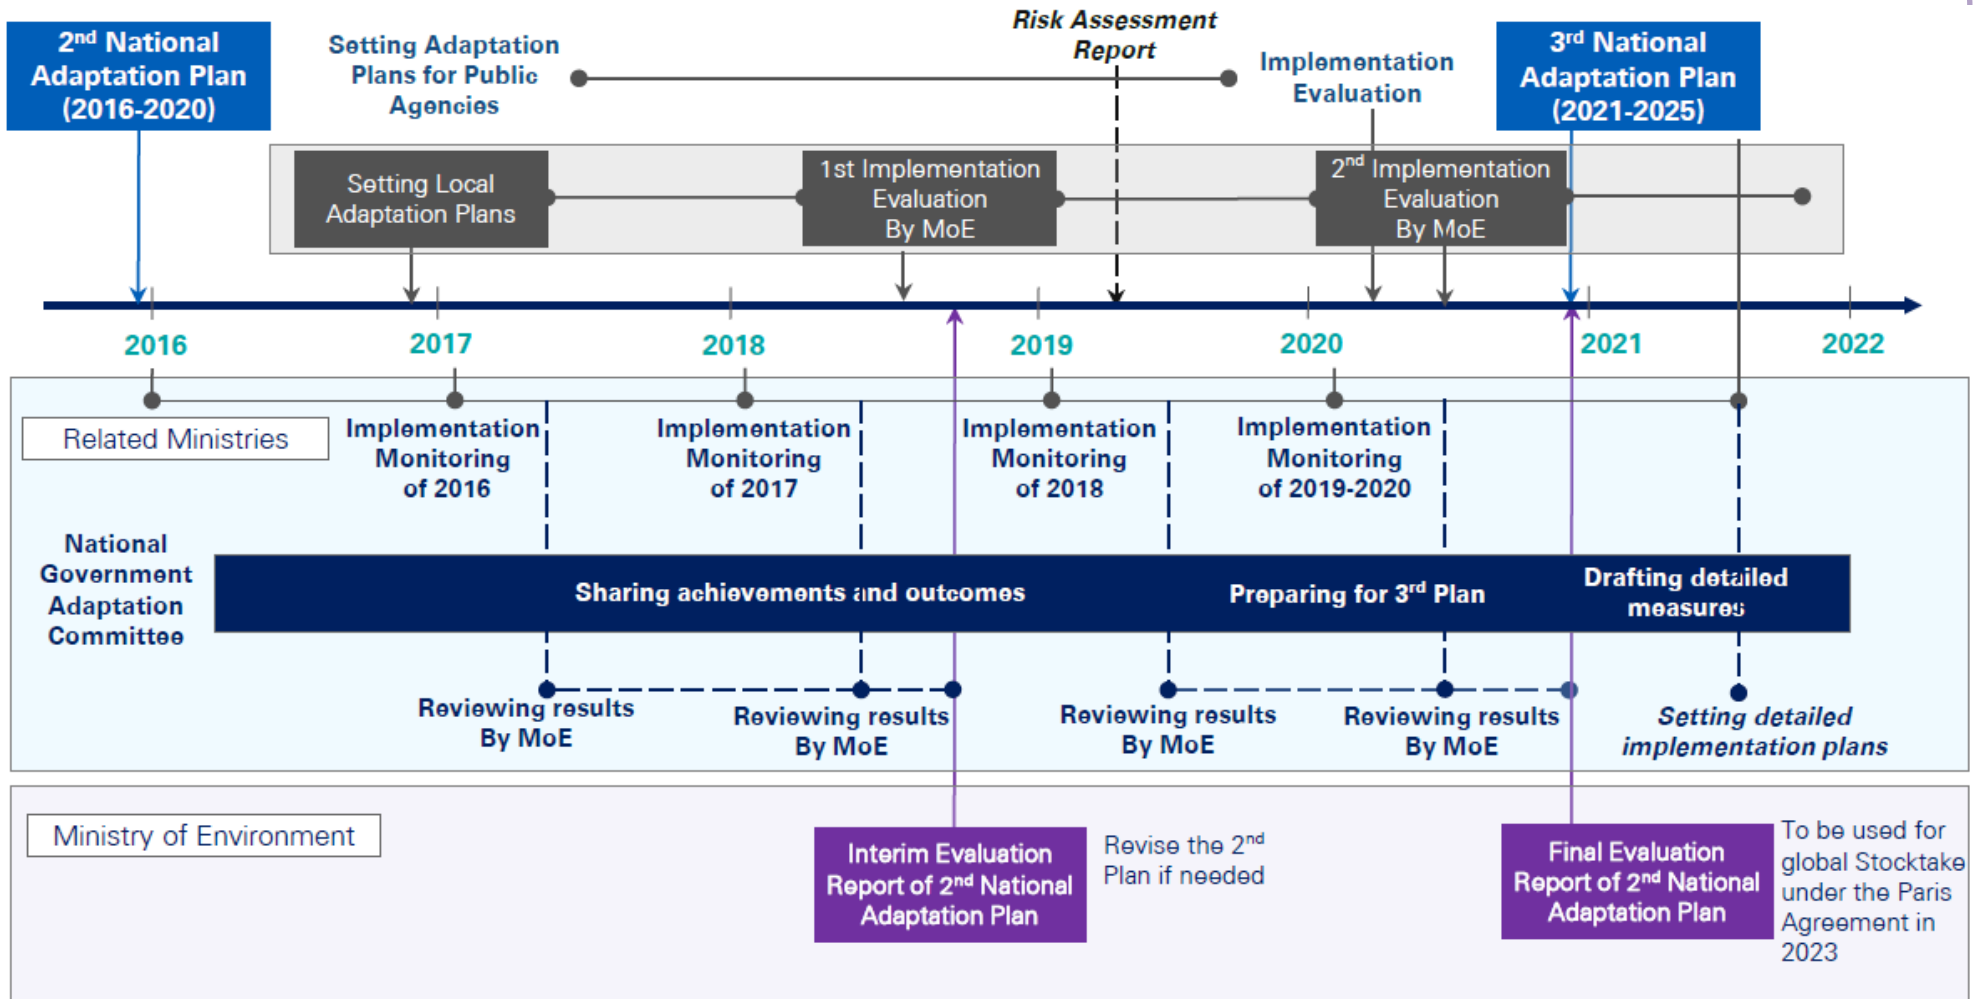 2nd National
Adaptation Plan
(2016-2020)
Setting Adaptation
Plans for Public
Agencies
Risk Assessment
Report
Implementation
Evaluation
3rd National
Adaptation Plan
(2021-2025)
Setting Local
Adaptation Plans
1st Implementation
Evaluation
By MoE
2nd Implementation
Evaluation
By MoE
2016
2017
2018
2019
2020
2021
2022
Related Ministries
Implementation
Monitoring
of 2016
Implementation
Monitoring
of 2017
Implementation
Monitoring
of 2018
Implementation
Monitoring
of 2019-2020
National
Government
Adaptation
Committee
Sharing achievements and outcomes
Preparing for 3rd Plan
Drafting detailed
measures
Reviewing results
By MoE
Reviewing results
By MoE
Reviewing results
By MoE
Reviewing results
By MoE
Setting detailed
implementation plans
Ministry of Environment
Interim Evaluation
Report of 2nd National
Adaptation Plan
Revise the 2nd
Plan if needed
Final Evaluation
Report of 2nd National
Adaptation Plan
To be used for
global Stocktake
under the Paris
Agreement in
2023